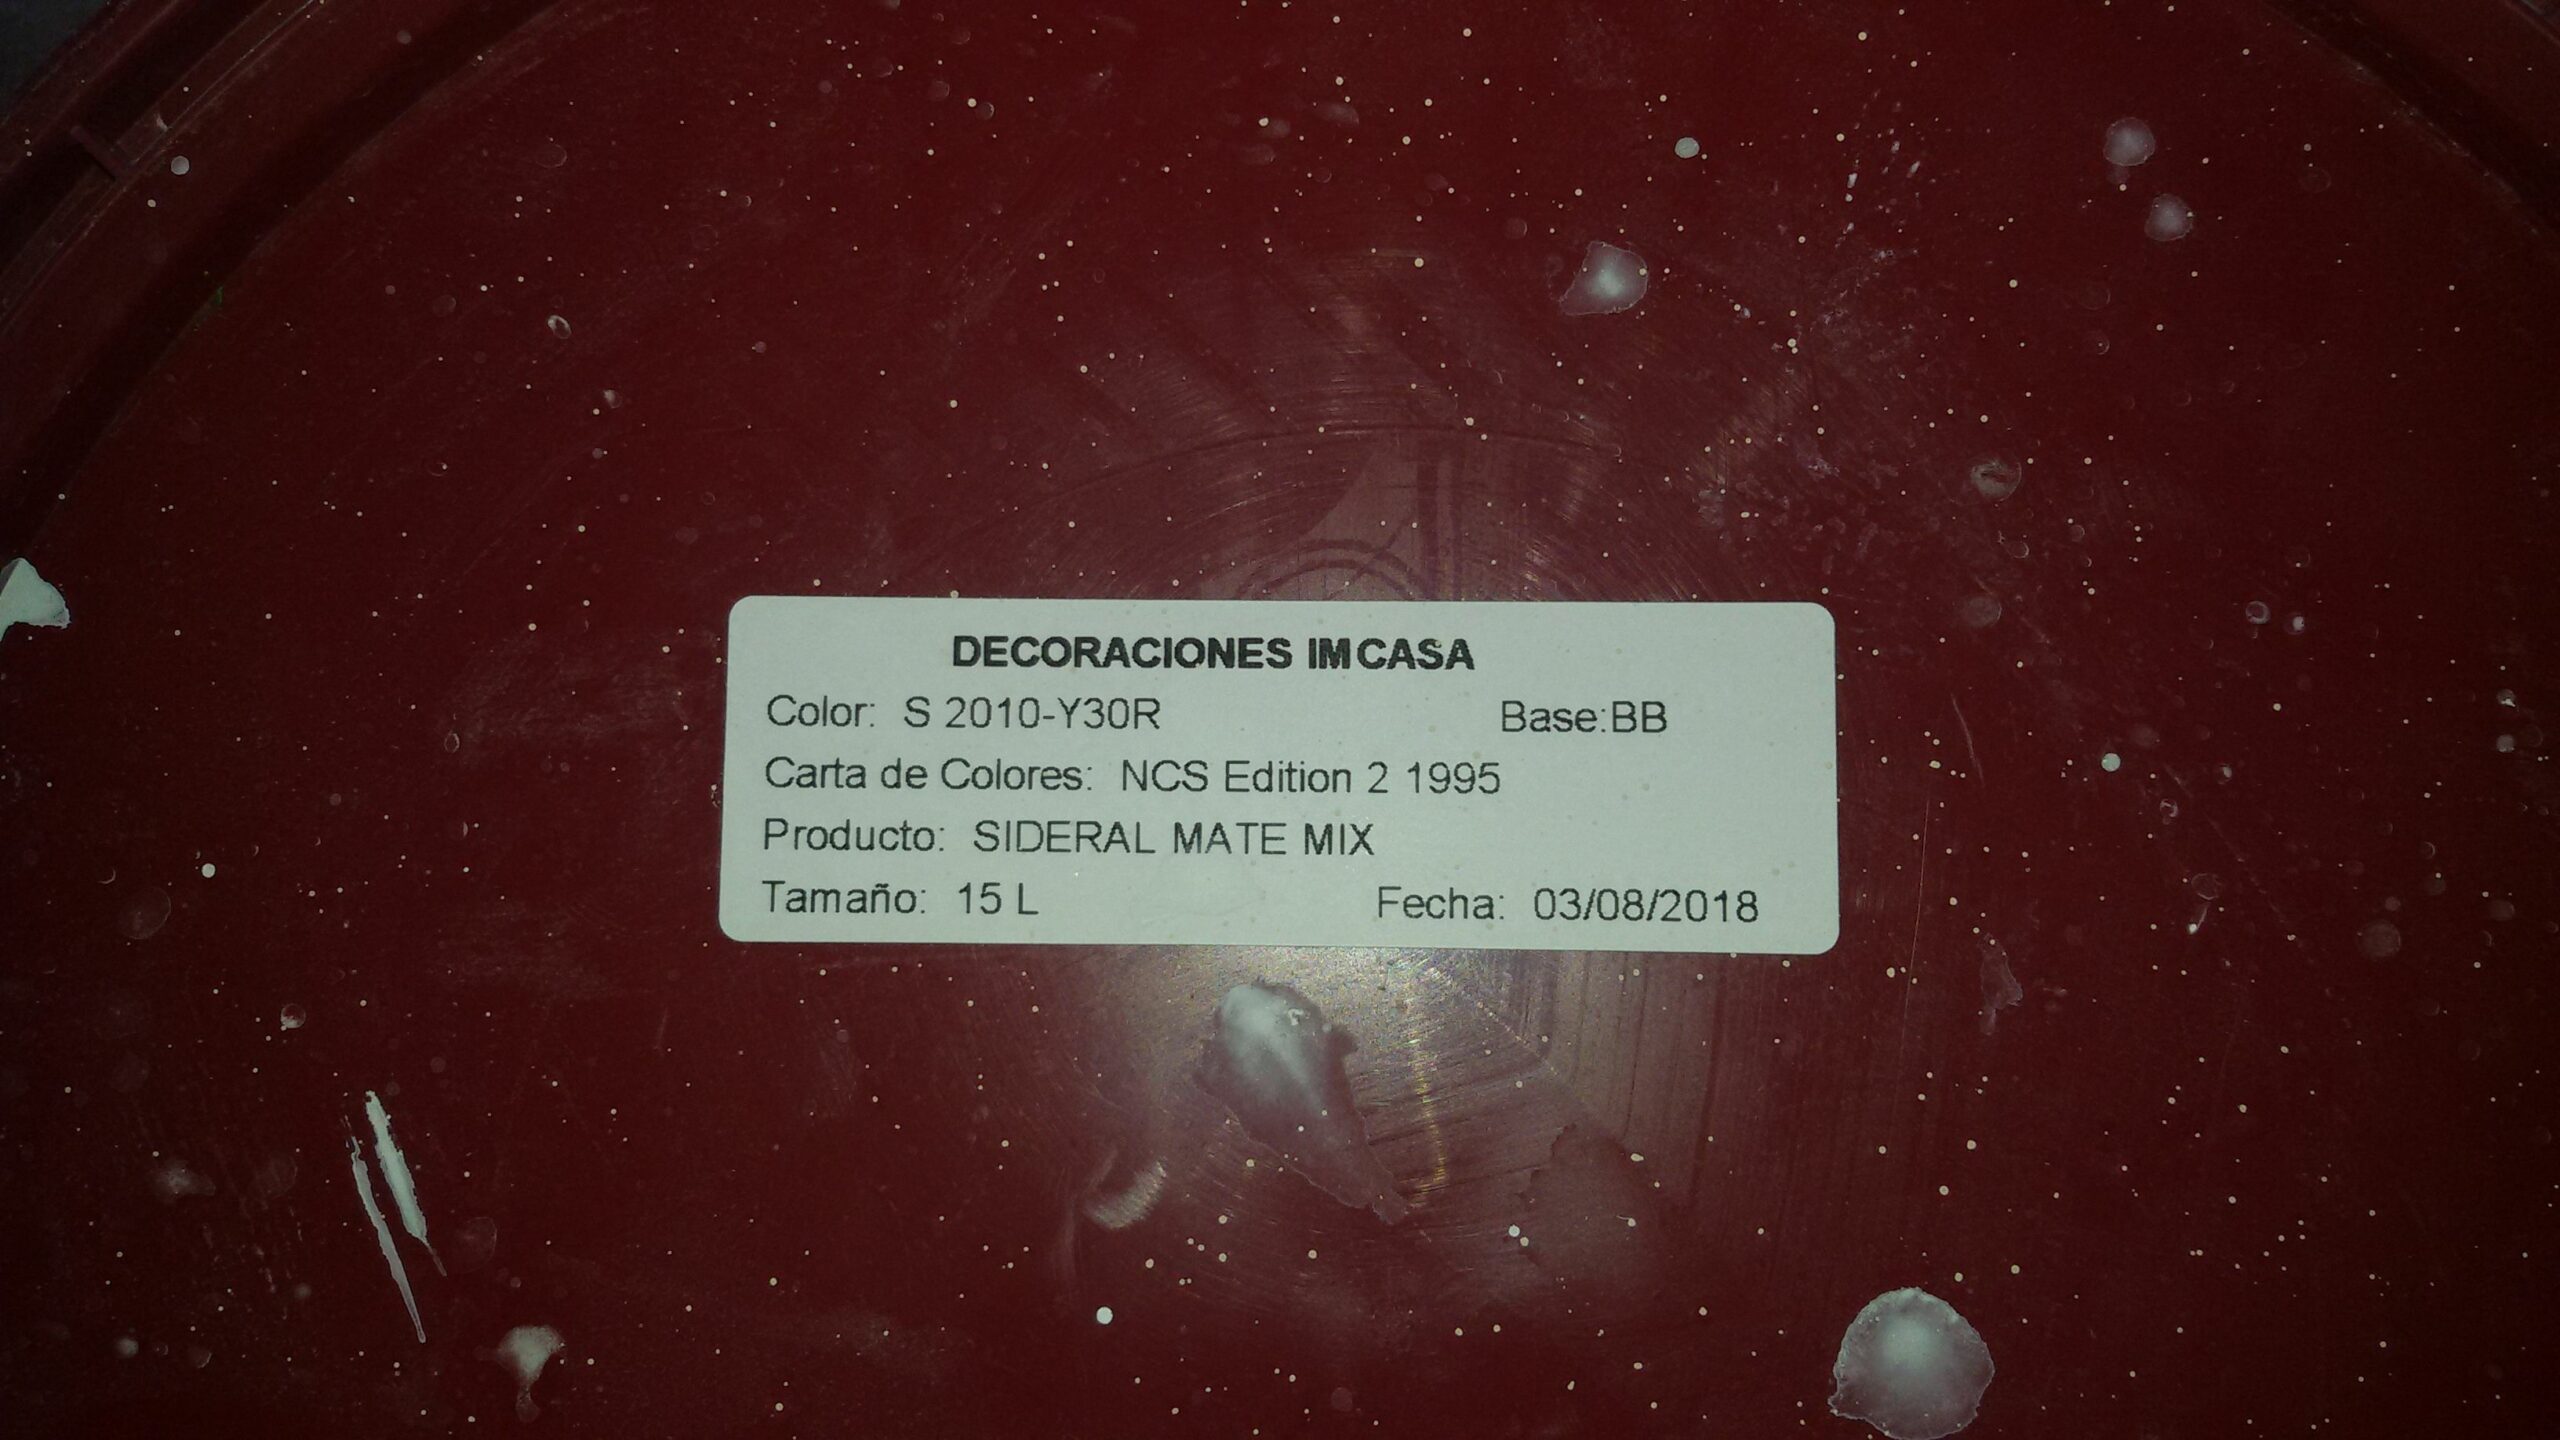 DECORACIONES IMCASA
Color: S 2010-Y30R Base:BB
Carta de Colores: NCS Edition 2 1995
Producto: SIDERAL MATE MIX
Tamaño: 15 L Fecha: 03/08/2018